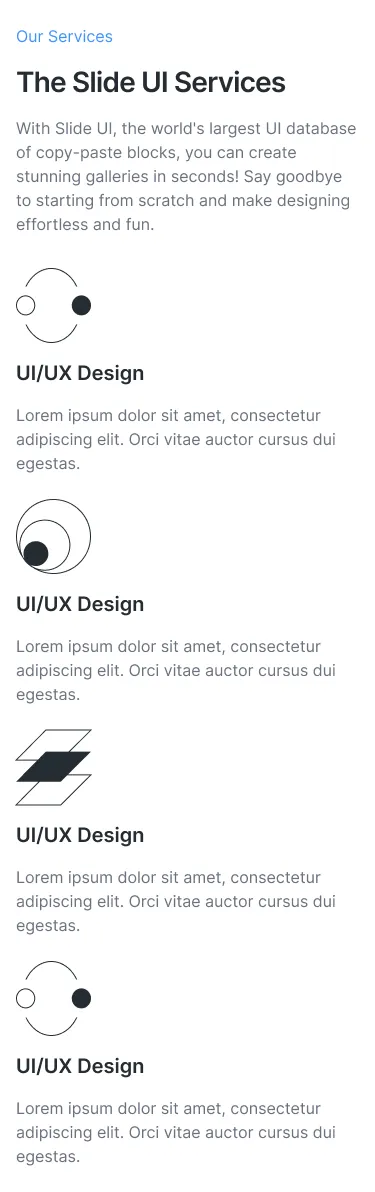 Our Services
The Slide UI Services
With Slide UI, the world's largest UI database
of copy-paste blocks, you can create
stunning galleries in seconds! Say goodbye
to starting from scratch and make designing
effortless and fun.
UI/UX Design
Lorem ipsum dolor sit amet, consectetur
adipiscing elit. Orci vitae auctor cursus dui
egestas.
UI/UX Design
Lorem ipsum dolor sit amet, consectetur
adipiscing elit. Orci vitae auctor cursus dui
egestas.
UI/UX Design
Lorem ipsum dolor sit amet, consectetur
adipiscing elit. Orci vitae auctor cursus dui
egestas.
UI/UX Design
Lorem ipsum dolor sit amet, consectetur
adipiscing elit. Orci vitae auctor cursus dui
egestas.